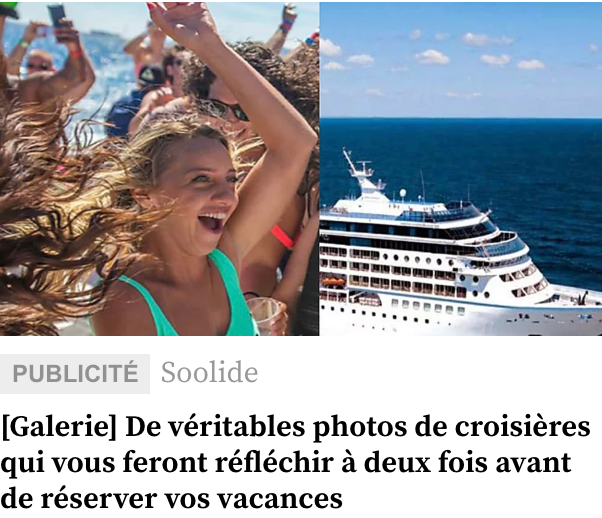 PUBLICITÉ Soolide
[Galerie] De véritables photos de croisières
qui vous feront réfléchir à deux fois avant
de réserver vos vacances